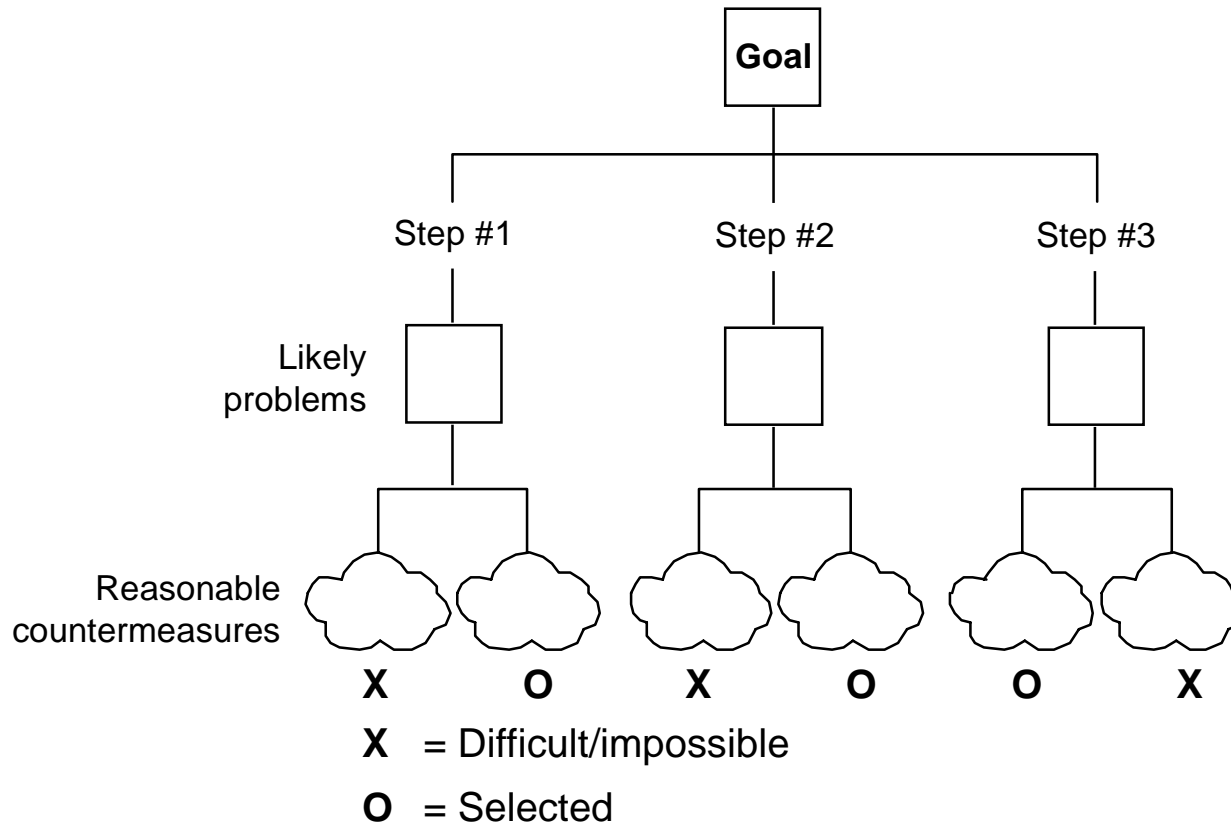 Goal
Step #1 Step #2 Step #3
Likely
problems
Reasonable
countermeasures
X O X O O X
X = Difficult/impossible
O = Selected